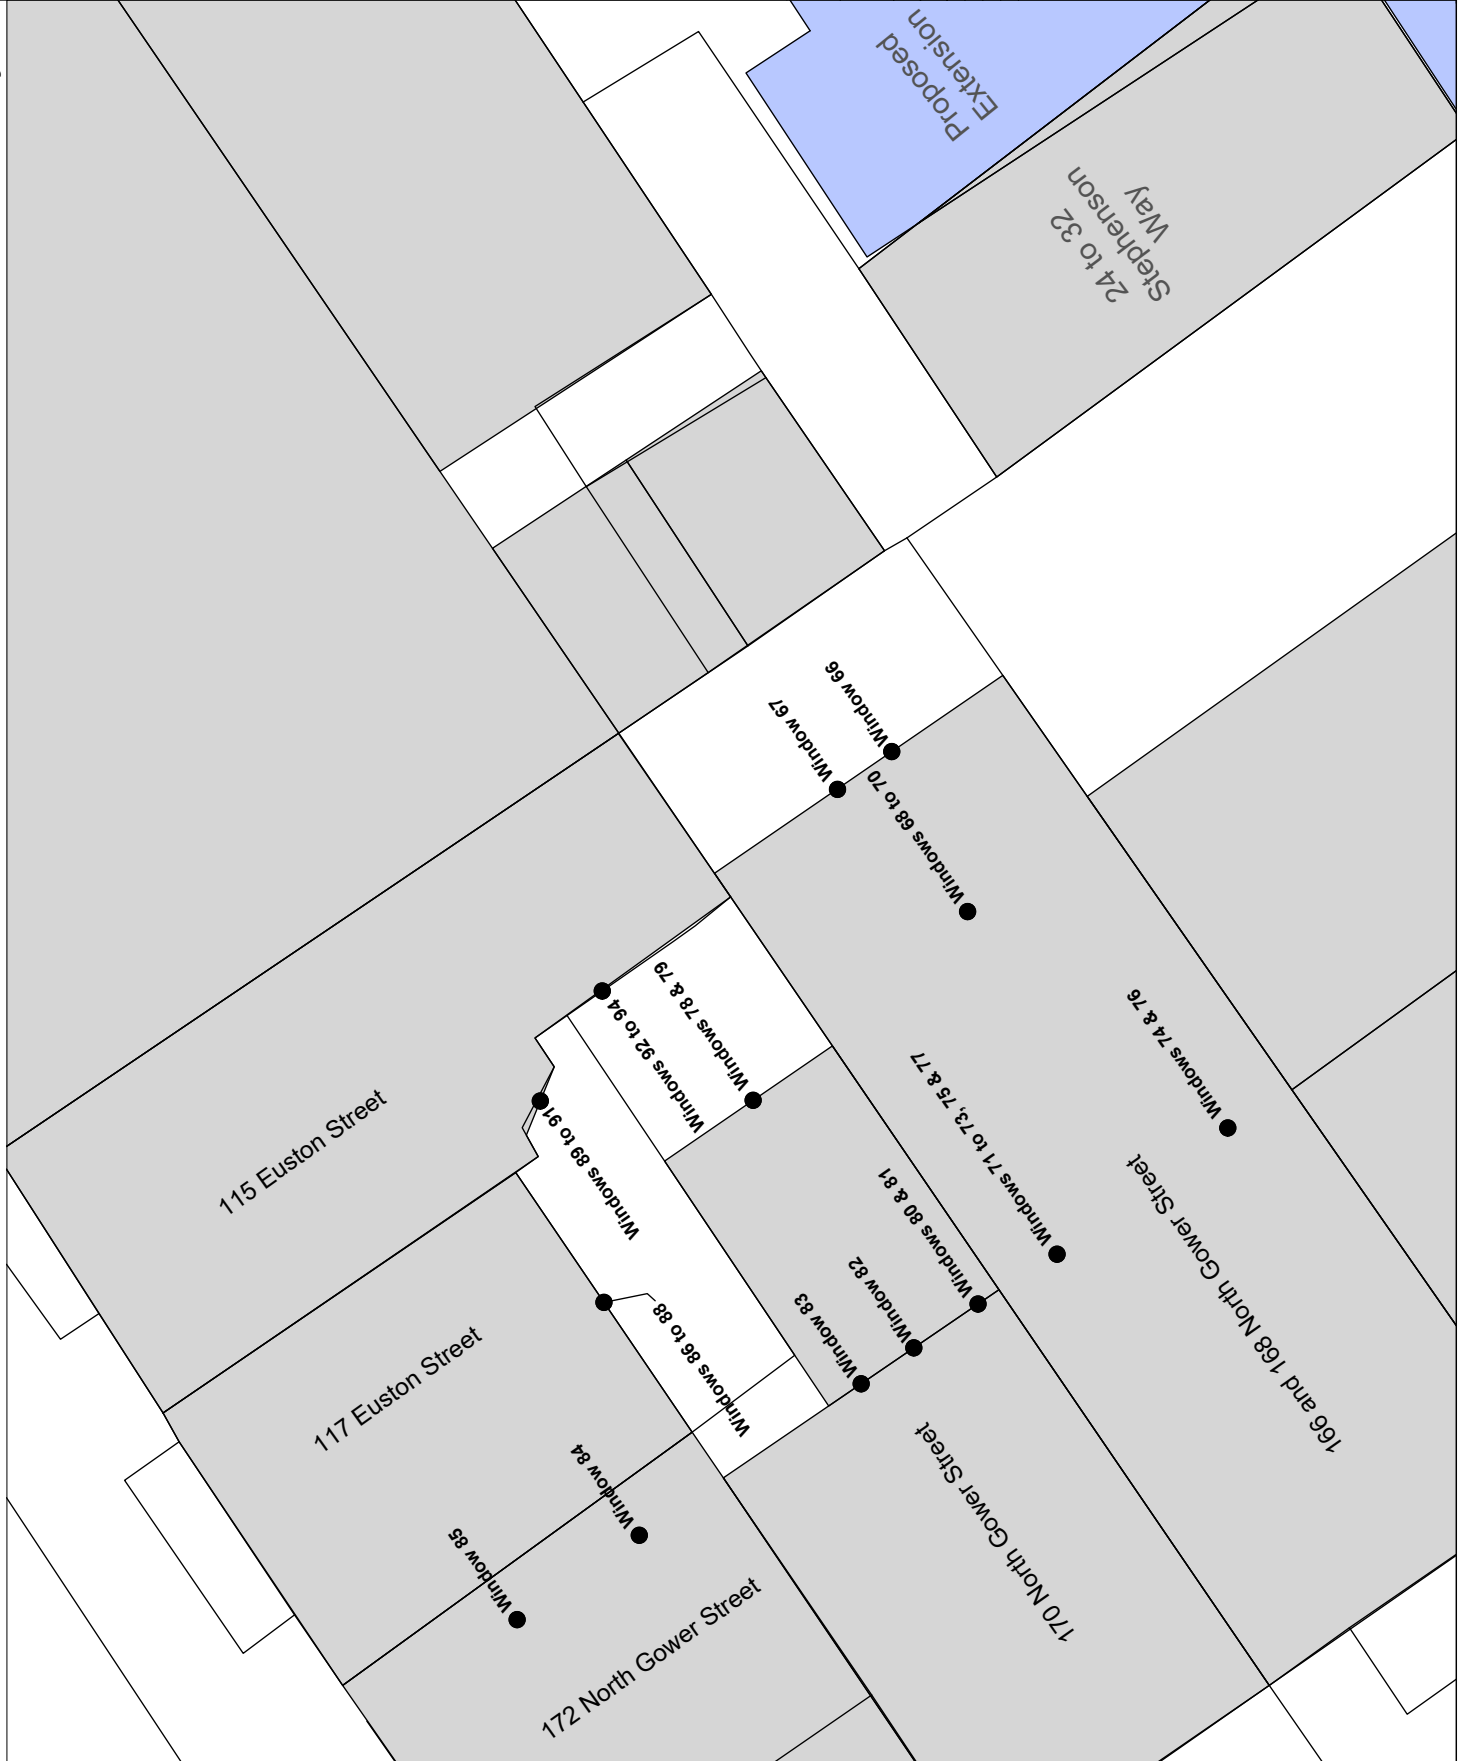 Proposed
Extension
24 to 32
Stephenson
Way
Window 66
Window 67
Windows 68 to 70
Windows 78 & 79
Windows 92 to 94
Windows 74 & 76
Windows 71 to 73, 75 & 77
115 Euston Street
Windows 89 to 91
Windows 80 & 81
Window 82
Window 83
166 and 168 North Gower Street
Street
Windows 86 to 88
117 Euston Street
Window 84
Window 85
170 North Gower Street
Street
172 North Gower Street